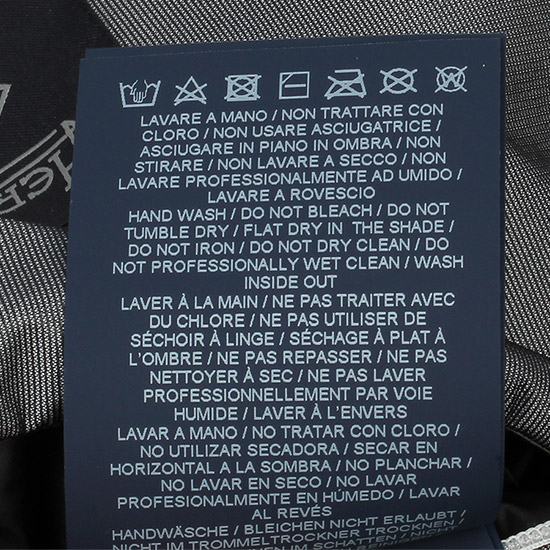 LAVARE A MANO / NON TRATTARE CON
CLORO / NON USARE ASCIUGATRICE /
ASCIUGARE IN PIANO IN OMBRA / NON
STIRARE / NON LAVARE A SECCO / NON
LAVARE PROFESSIONALMENTE AD UMIDO /
LAVARE A ROVESCIO
HAND WASH / DO NOT BLEACH / DO NOT
TUMBLE DRY / FLAT DRY IN THE SHADE /
DO NOT IRON / DO NOT DRY CLEAN / DO
NOT PROFESSIONALLY WET CLEAN / WASH
INSIDE OUT
LAVER À LA MAIN / NE PAS TRAITER AVEC
DU CHLORE / NE PAS UTILISER DE
SÉCHOIR À LINGE / SÉCHAGE À PLAT À
L'OMBRE / NE PAS REPASSER / NE PAS
NETTOYER À SEC / NE PAS LAVER
PROFESSIONNELLEMENT PAR VOIE
HUMIDE / LAVER À L'ENVERS
LAVAR A MANO / NO TRATAR CON CLORO /
NO UTILIZAR SECADORA / SECAR EN
HORIZONTAL A LA SOMBRA / NO PLANCHAR /
NO LAVAR EN SECO / NO LAVAR
PROFESIONALMENTE EN HÚMEDO / LAVAR
AL REVÉS
HANDWÄSCHE / BLEICHEN NICHT ERLAUBT /
NICHT IM TROMMELTROCKNER TROCKNEN /